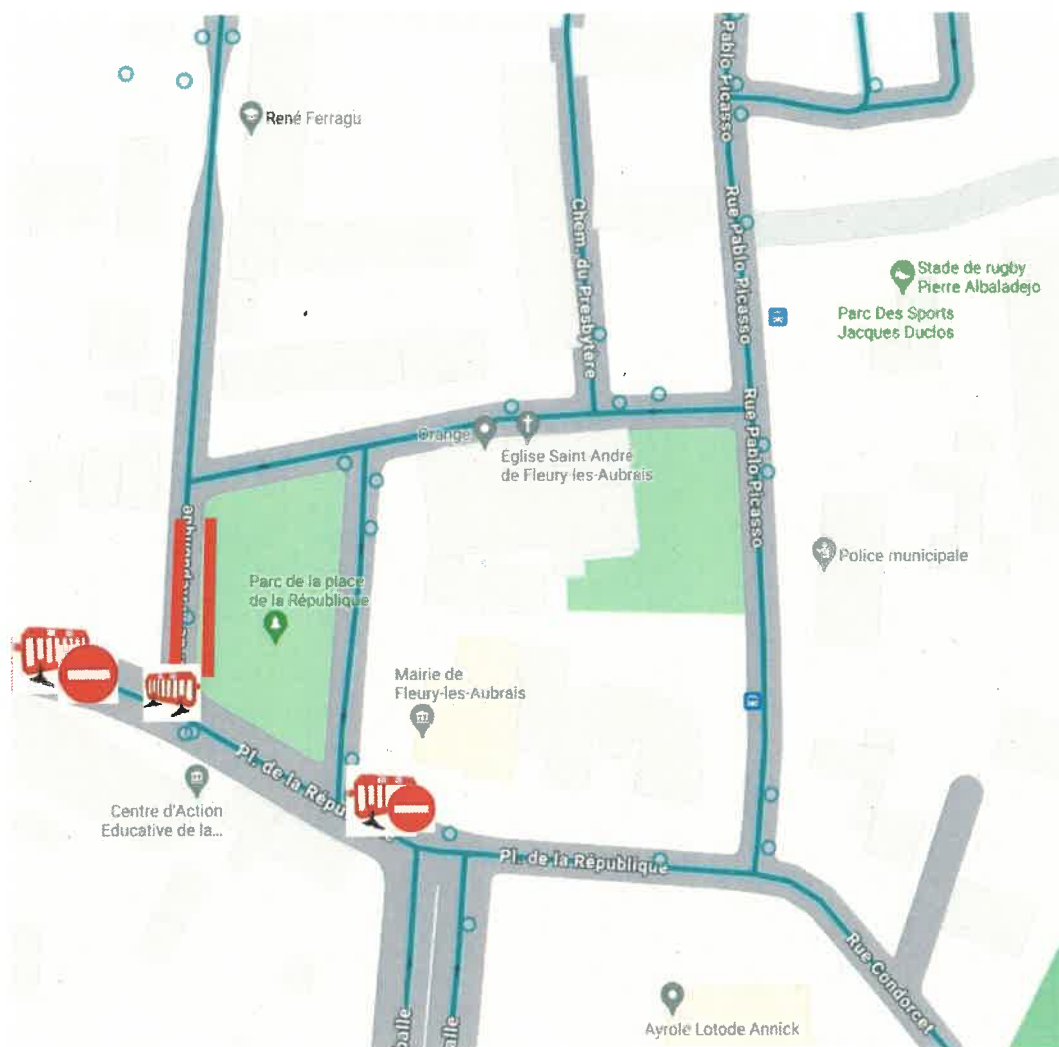 Pablo Picasso
René Ferragu
Rue Pablo Picasso
Chem. du Presbytère
Stade de rugby
Pierre Albaladejo
Parc Des Sports
Jacques Duclos
Rue Pablo Picasso
Orange
Église Saint André
de Fleury-les-Aubrais
Police municipale
Parc de la place
de la République
Mairie de
Fleury-les-Aubrais
Pl. de la Répu
Centre d'Action
Educative de la...
Pl. de la République
Rue Condorcet
Ayrole Lotode Annick